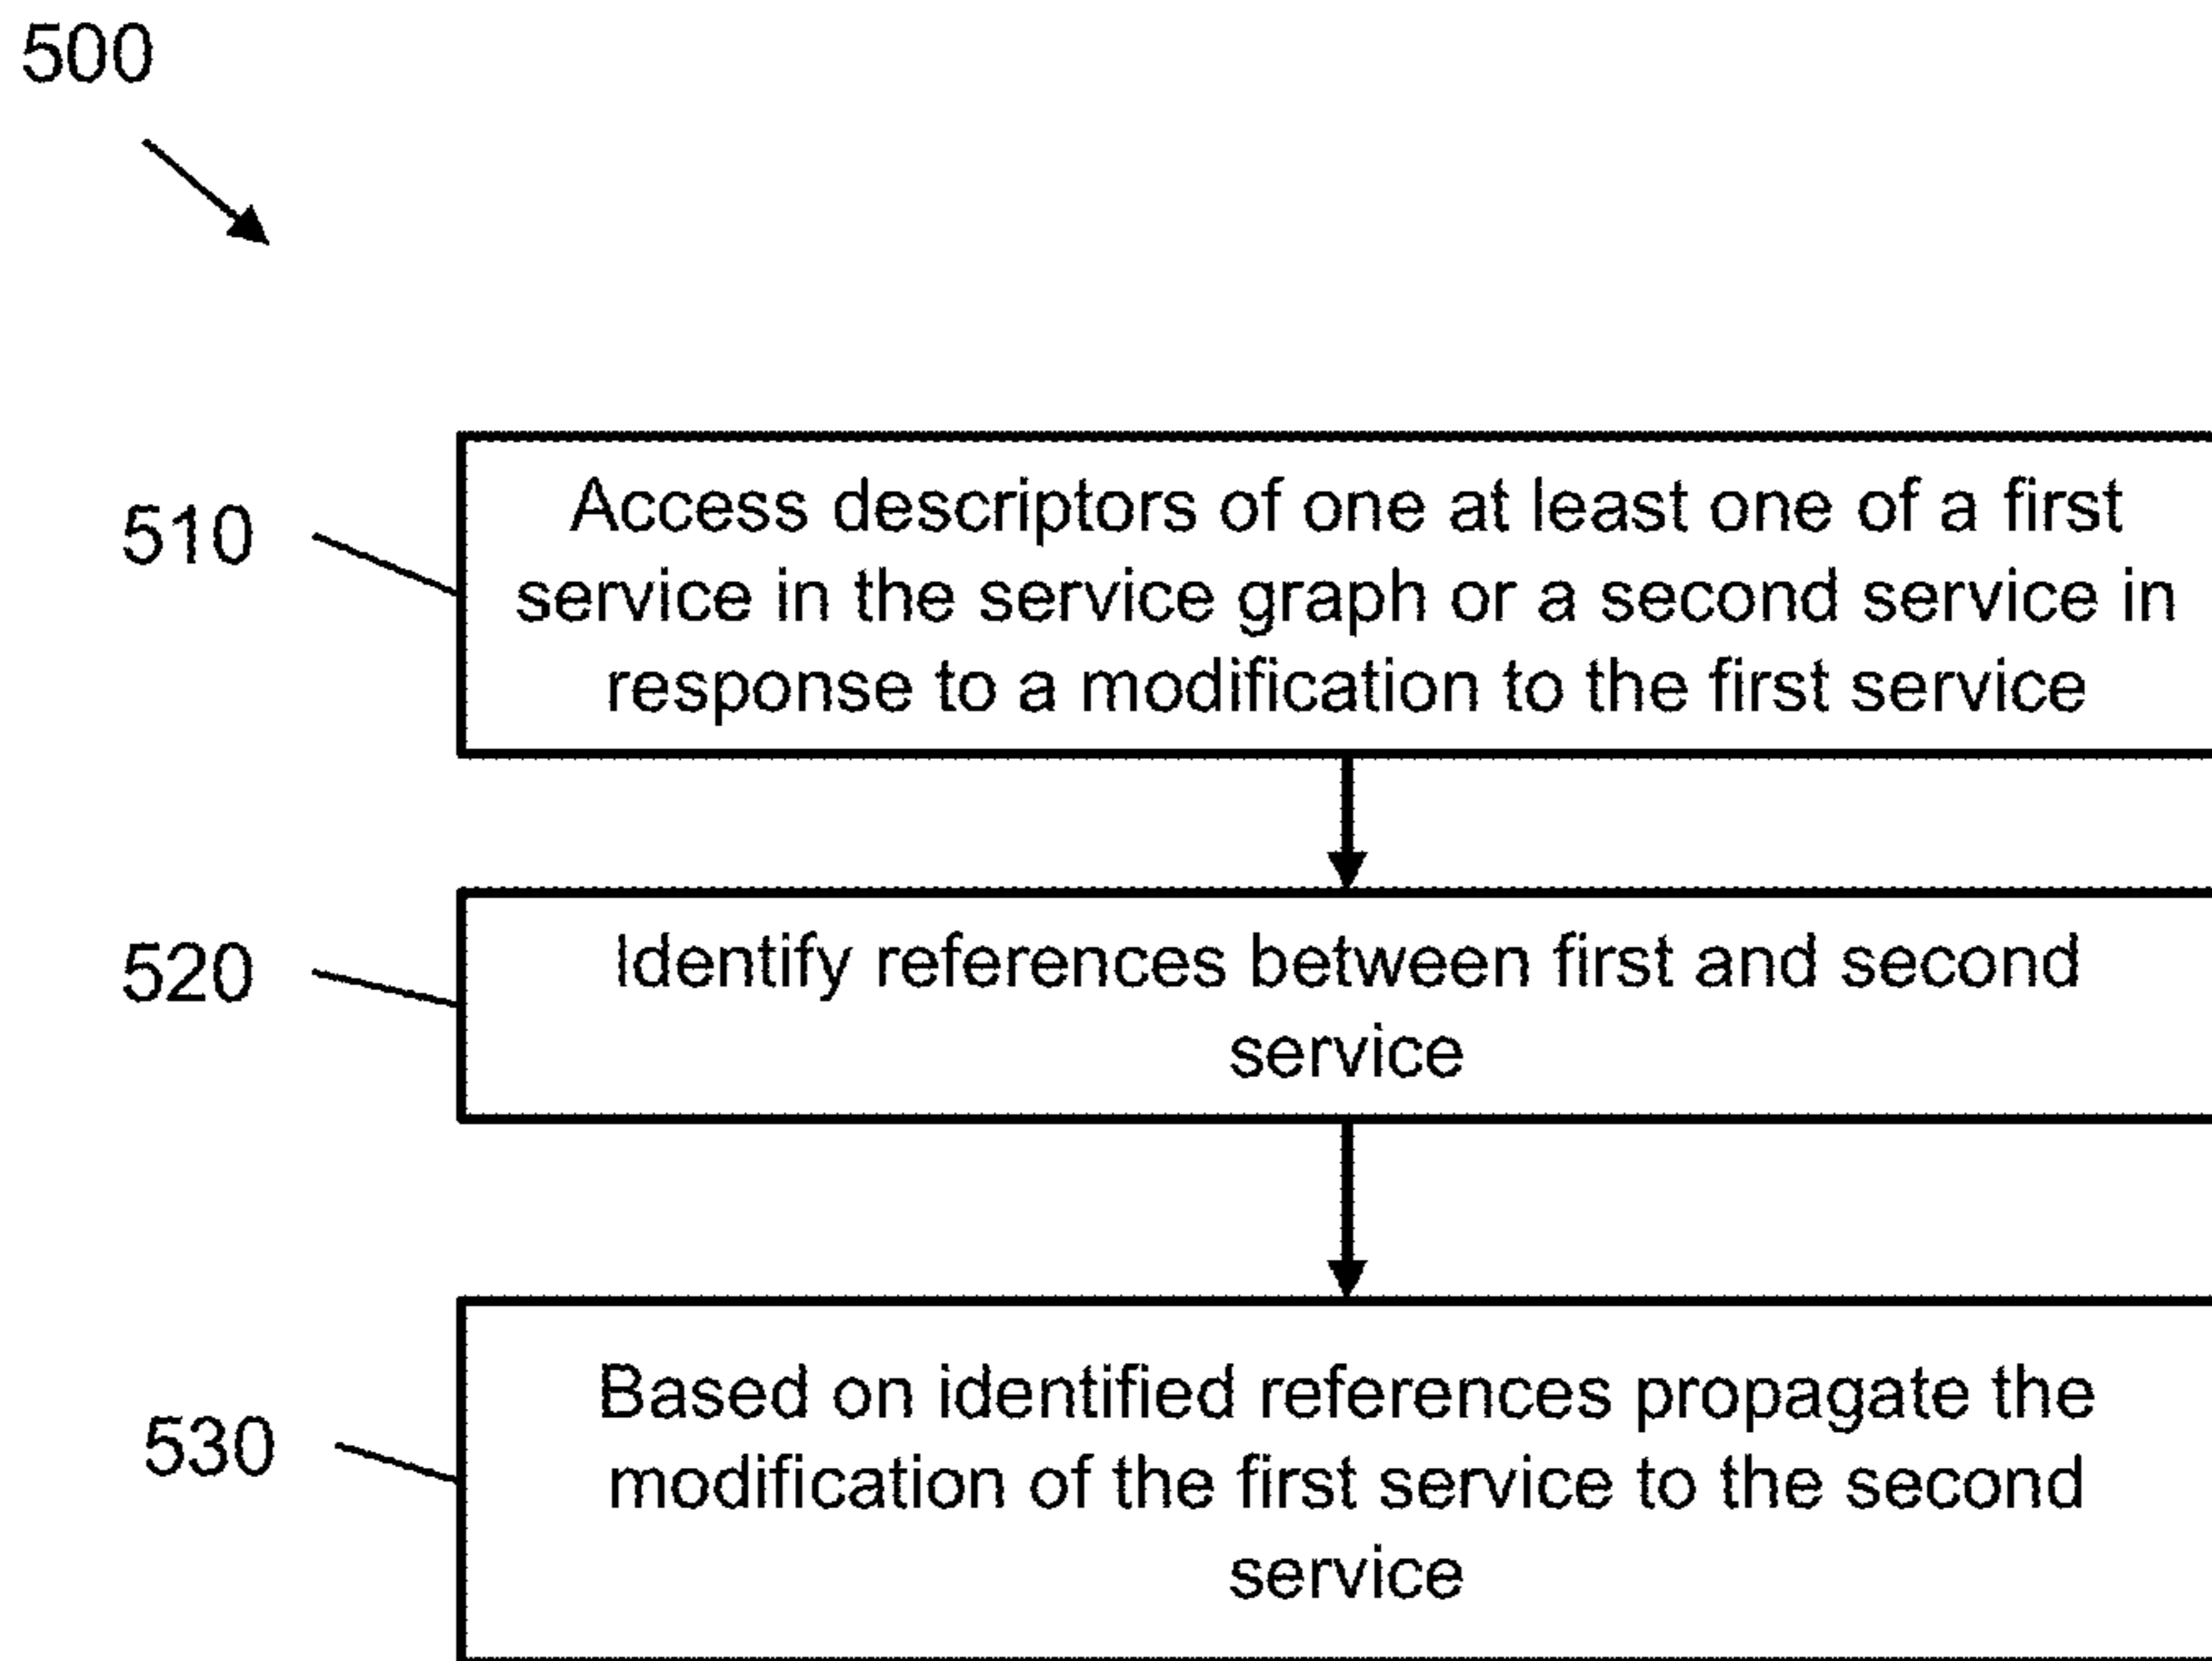 500
510
Access descriptors of one at least one of a first
service in the service graph or a second service in
response to a modification to the first service
520
Identify references between first and second
service
530
Based on identified references propagate the
modification of the first service to the second
service